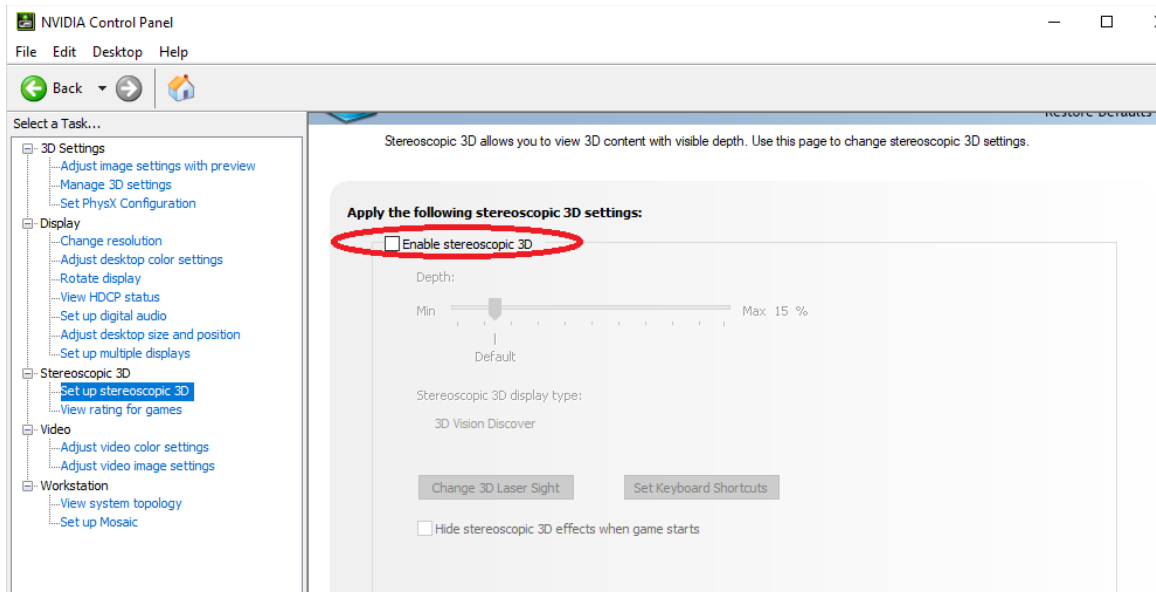 NVIDIA Control Panel
File Edit Desktop Help
Back
Select a Task...
3D Settings
Adjust image settings with preview
Manage 3D settings
Set PhysX Configuration
Display
Change resolution
Adjust desktop color settings
Rotate display
View HDCP status
Set up digital audio
Adjust desktop size and position
Set up multiple displays
Stereoscopic 3D
Set up stereoscopic 3D
View rating for games
Video
Adjust video color settings
Adjust video image settings
Workstation
View system topology
Set up Mosaic
Restore Defaults
Stereoscopic 3D allows you to view 3D content with visible depth. Use this page to change stereoscopic 3D settings.
Apply the following stereoscopic 3D settings:
Enable stereoscopic 3D
Depth:
Min Max 15 %
Default
Stereoscopic 3D display type:
3D Vision Discover
Change 3D Laser Sight Set Keyboard Shortcuts
Hide stereoscopic 3D effects when game starts